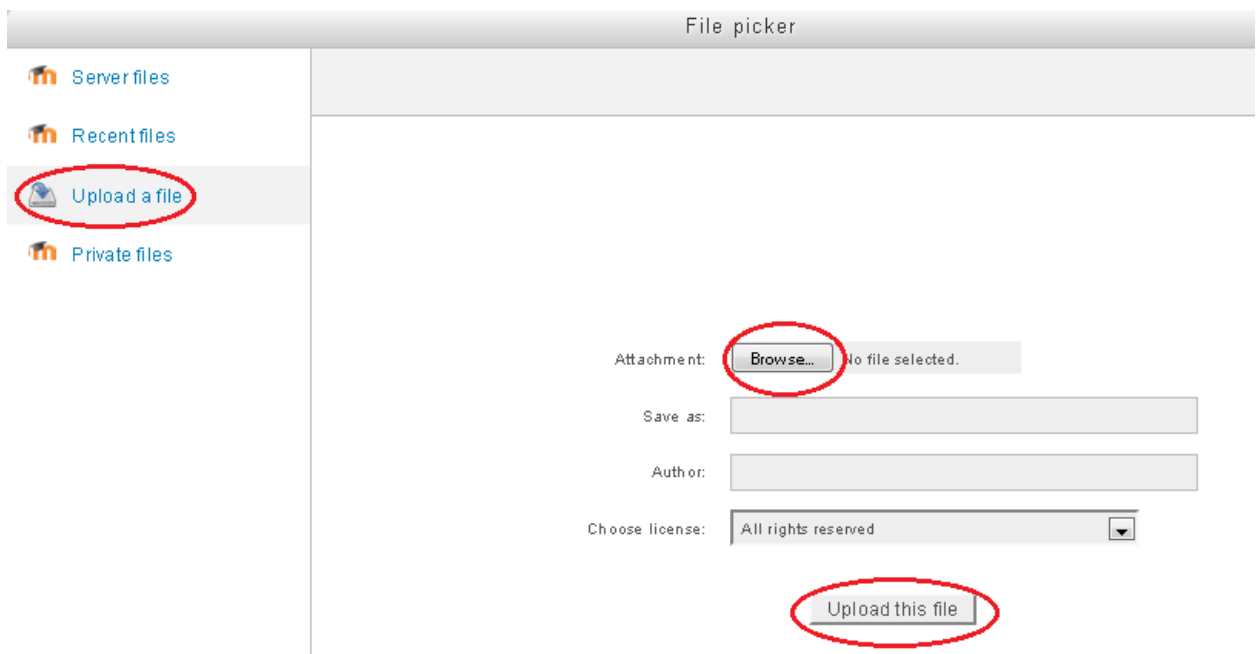 File picker
Server files
Recent files
Upload a file
Private files
Attachment: Browse... No file selected.
Save as:
Author:
Choose license: All rights reserved
Upload this file